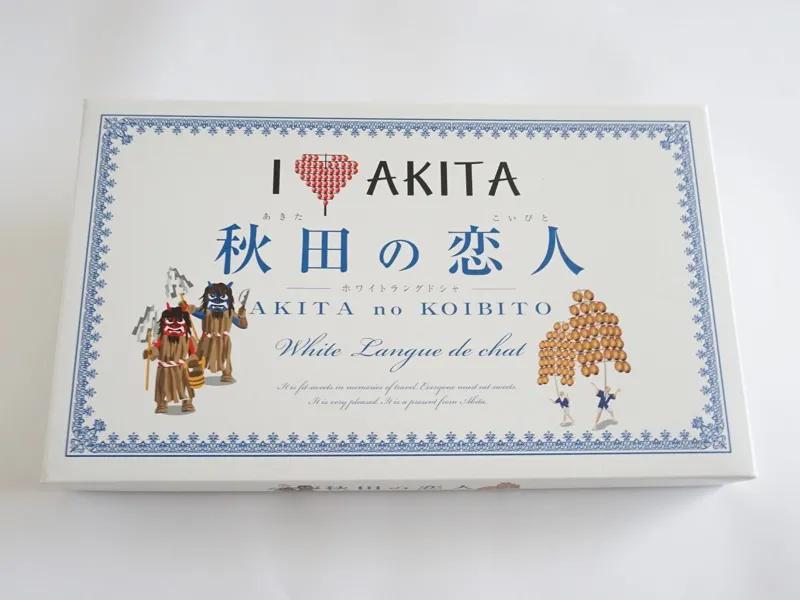 I AKITA
あきた こいびと
秋田の恋人
ホワイトラングドシャ
AKITA no KOIBITO
White Langue de chat
It is fit sweets in memories of travel. Everyone must eat sweets.
It is very pleased. It is a present from Akita.
秋田の恋人